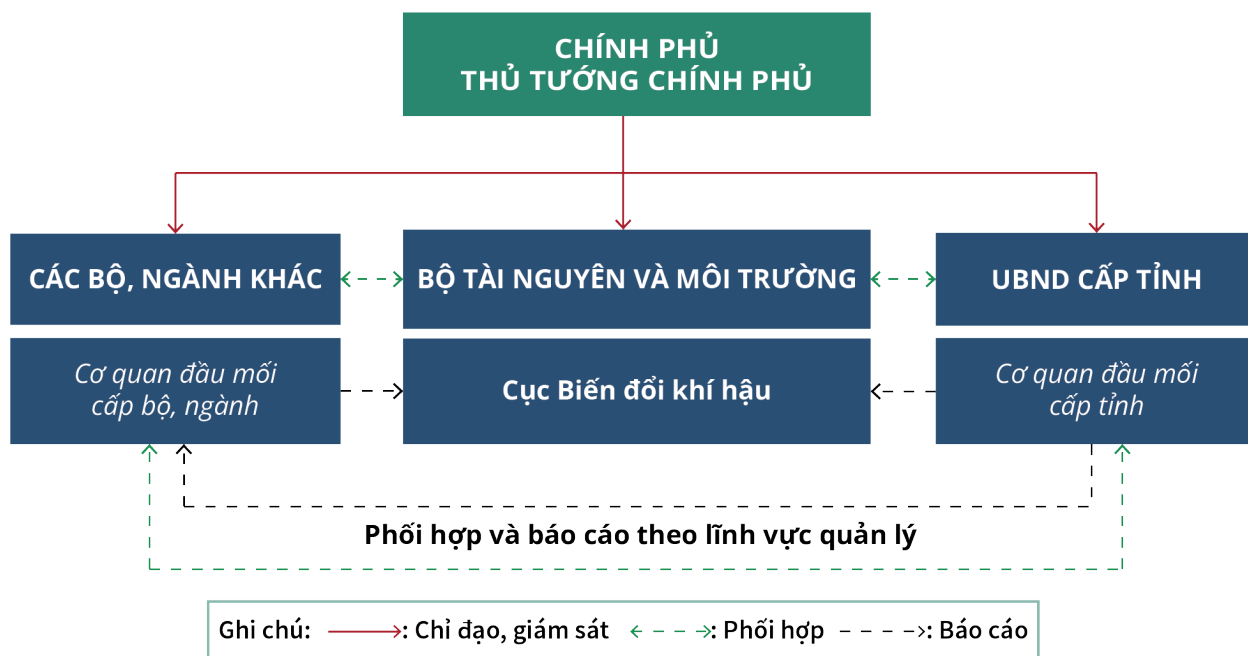 CHÍNH PHỦ
THỦ TƯỚNG CHÍNH PHỦ
CÁC BỘ, NGÀNH KHÁC
BỘ TÀI NGUYÊN VÀ MÔI TRƯỜNG
UBND CẤP TỈNH
Cơ quan đầu mối
cấp bộ, ngành
Cục Biến đổi khí hậu
Cơ quan đầu mối
cấp tỉnh
Phối hợp và báo cáo theo lĩnh vực quản lý
Ghi chú: : Chỉ đạo, giám sát : Phối hợp : Báo cáo